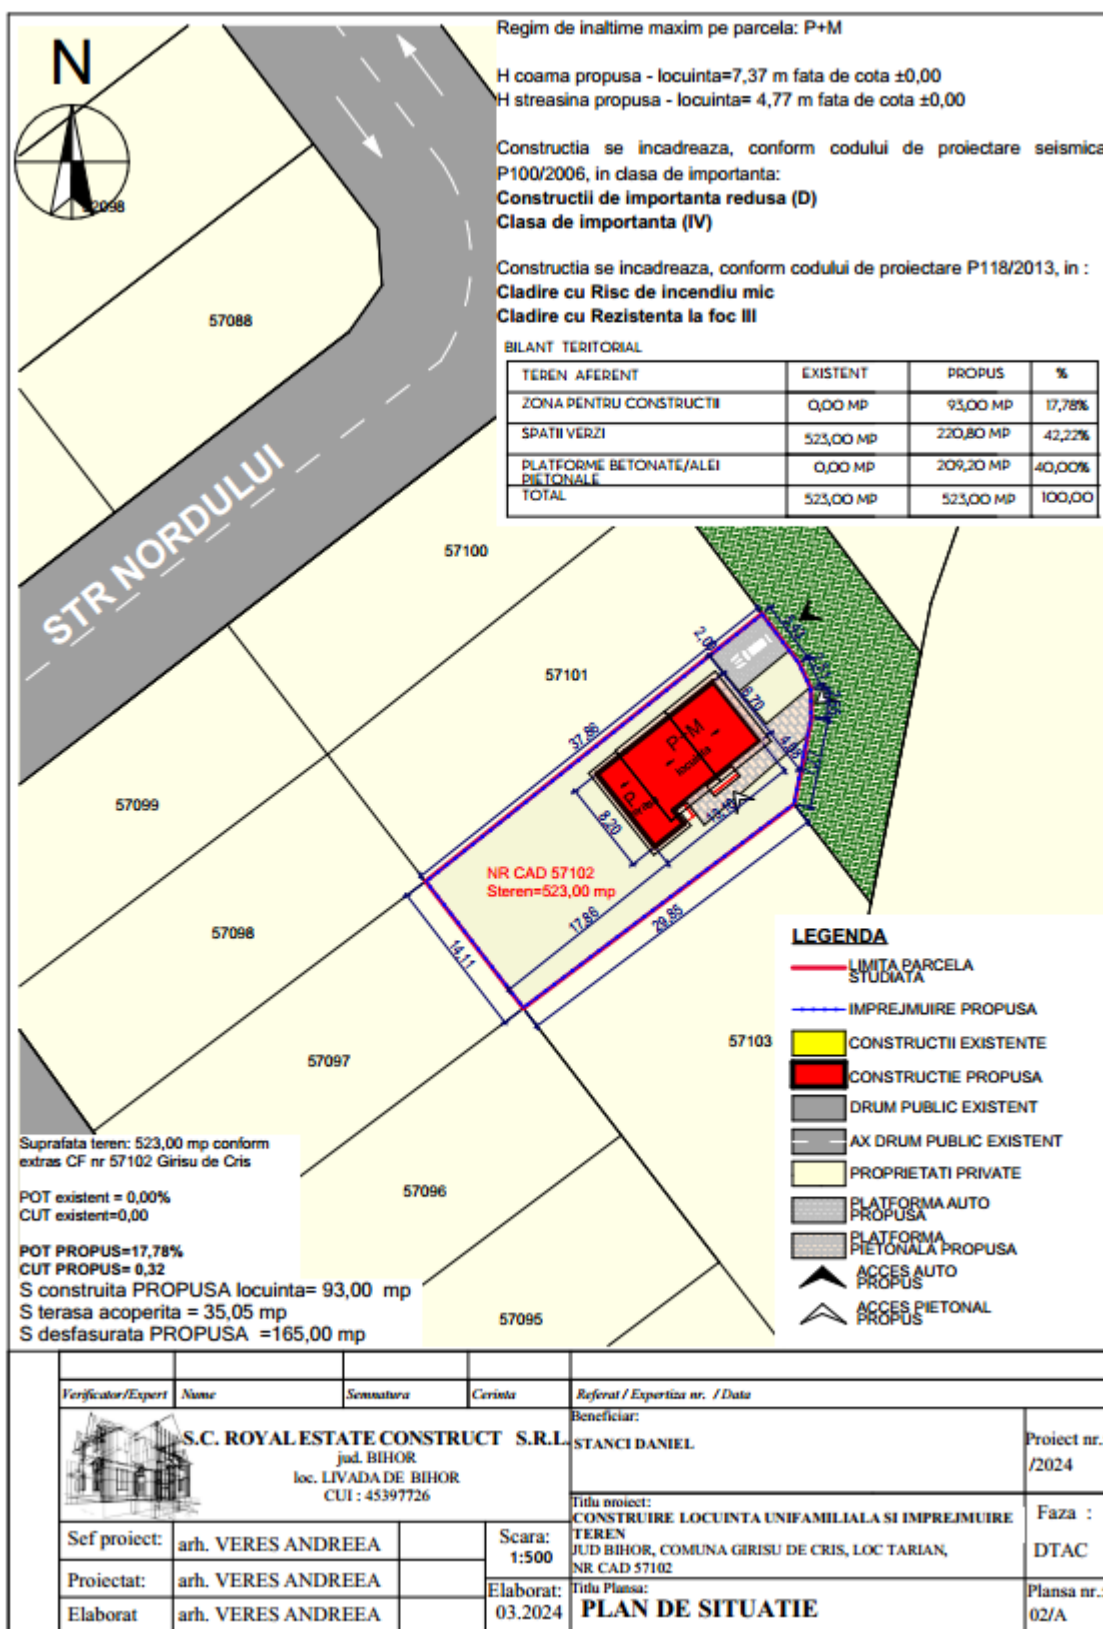 N
Regim de inaltime maxim pe parcela: P+M
H coama propusa - locuinta=7,37 m fata de cota ±0,00
H streasina propusa - locuinta= 4,77 m fata de cota ±0,00
Constructia se incadreaza, conform codului de proiectare seismica
P100/2006, in clasa de importanta:
Constructii de importanta redusa (D)
Clasa de importanta (IV)
Constructia se incadreaza, conform codului de proiectare P118/2013, in :
Cladire cu Risc de incendiu mic
Cladire cu Rezistenta la foc III
BILANT TERITORIAL
TEREN AFERENT EXISTENT PROPUS %
ZONA PENTRU CONSTRUCTII 0,00 MP 93,00 MP 17,78%
SPATII VERZI 523,00 MP 220,80 MP 42,22%
PLATFORME BETONATE/ALEI PIETONALE 0,00 MP 209,20 MP 40,00%
TOTAL 523,00 MP 523,00 MP 100,00
57088
STR NORDULUI
57100
57101
57099
57098
57097
57096
57095
57103
2,00
37,86
6,20
P+M
locuinta
8,20
13,10
17,86
29,85
14,11
NR CAD 57102
Steren=523,00 mp
LEGENDA
LIMITA PARCELA
STUDIATA
IMPREJMUIRE PROPUSA
CONSTRUCTII EXISTENTE
CONSTRUCTIE PROPUSA
DRUM PUBLIC EXISTENT
AX DRUM PUBLIC EXISTENT
PROPRIETATI PRIVATE
PLATFORMA AUTO
PROPUSA
PLATFORMA
PIETONALA PROPUSA
ACCES AUTO
PROPUS
ACCES PIETONAL
PROPUS
Suprafata teren: 523,00 mp conform
extras CF nr 57102 Girisu de Cris
POT existent = 0,00%
CUT existent=0,00
POT PROPUS=17,78%
CUT PROPUS= 0,32
S construita PROPUSA locuinta= 93,00 mp
S terasa acoperita = 35,05 mp
S desfasurata PROPUSA =165,00 mp
Verificator/Expert Nume Semnatura Cerinta Referat / Expertiza nr. / Data
S.C. ROYAL ESTATE CONSTRUCT S.R.L.
jud. BIHOR
loc. LIVADA DE BIHOR
CUI : 45397726
Beneficiar:
STANCI DANIEL
Proiect nr.
/2024
Sef proiect: arh. VERES ANDREEA
Proiectat: arh. VERES ANDREEA
Elaborat arh. VERES ANDREEA
Scara:
1:500
Elaborat:
03.2024
Titlu proiect:
CONSTRUIRE LOCUINTA UNIFAMILIALA SI IMPREJMUIRE
TEREN
JUD BIHOR, COMUNA GIRISU DE CRIS, LOC TARIAN,
NR CAD 57102
Faza :
DTAC
Titlu Plansa:
PLAN DE SITUATIE
Plansa nr.:
02/A